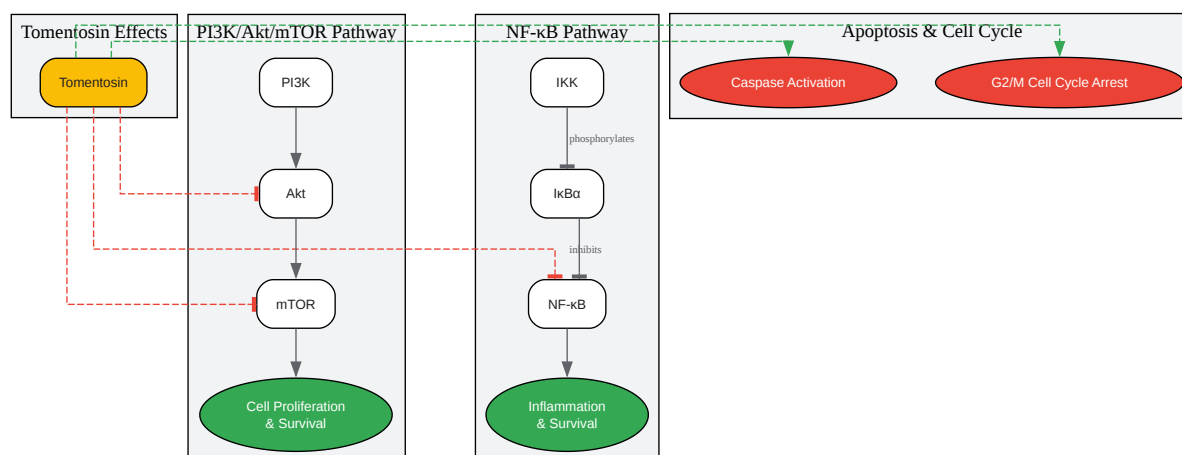 Tomentosin Effects
Tomentosin
PI3K/Akt/mTOR Pathway
PI3K
Akt
mTOR
Cell Proliferation
& Survival
NF-κB Pathway
IKK
phosphorylates
IκBα
inhibits
NF-κB
Inflammation
& Survival
Apoptosis & Cell Cycle
Caspase Activation
G2/M Cell Cycle Arrest